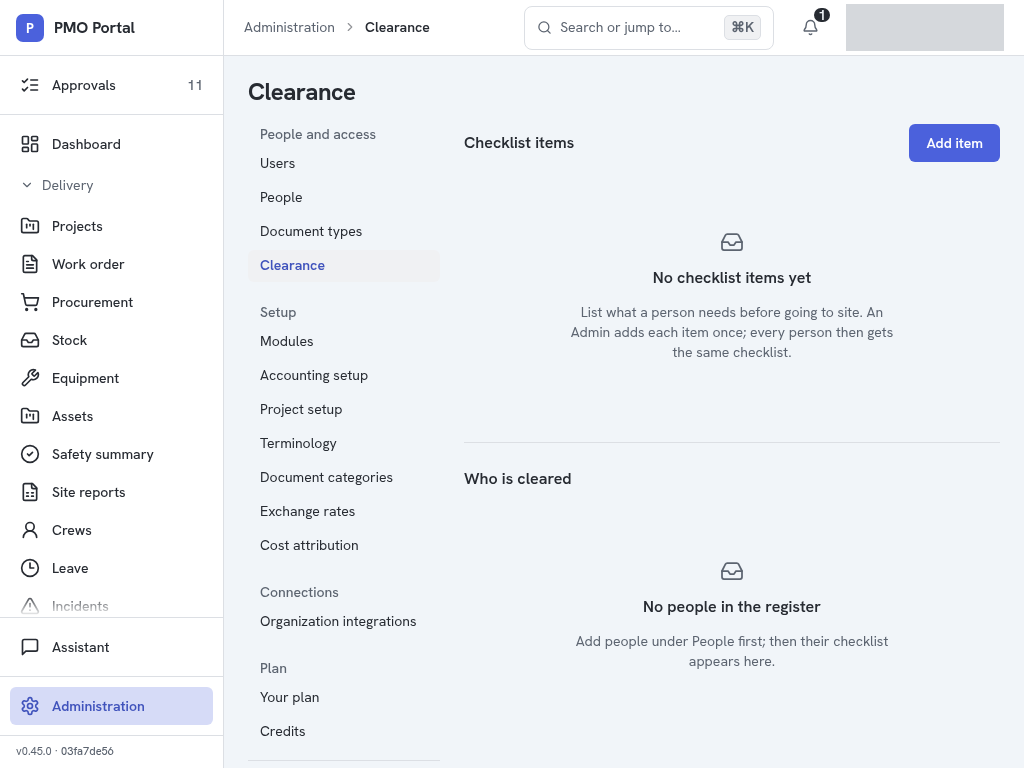 P PMO Portal
Administration > Clearance
Search or jump to... ⌘K
1
Approvals 11
Dashboard
Delivery
Projects
Work order
Procurement
Stock
Equipment
Assets
Safety summary
Site reports
Crews
Leave
Incidents
Assistant
Administration
v0.45.0 · 03fa7de56
Clearance
People and access
Users
People
Document types
Clearance
Setup
Modules
Accounting setup
Project setup
Terminology
Document categories
Exchange rates
Cost attribution
Connections
Organization integrations
Plan
Your plan
Credits
Checklist items
Add item
No checklist items yet
List what a person needs before going to site. An
Admin adds each item once; every person then gets
the same checklist.
Who is cleared
No people in the register
Add people under People first; then their checklist
appears here.